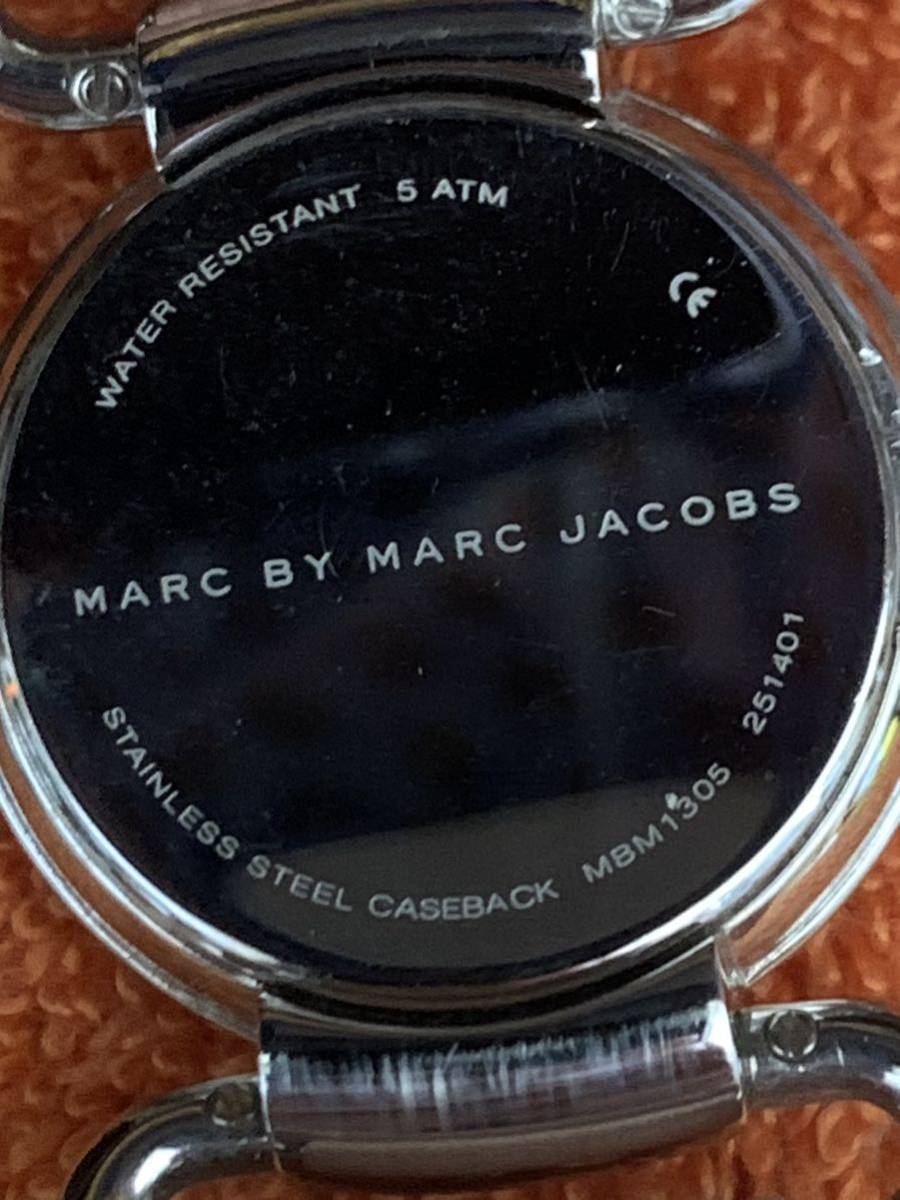 WATER RESISTANT 5 ATM
CE
MARC BY MARC JACOBS
STAINLESS STEEL CASEBACK MBM1305 251401